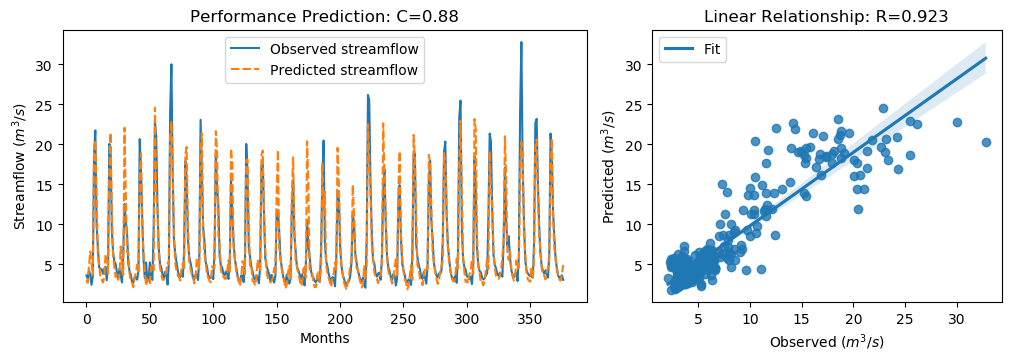 Performance Prediction: C=0.88
Observed streamflow
Predicted streamflow
Streamflow (m³/s)
30
25
20
15
10
5
0
50
100
150
200
250
300
350
Months
Linear Relationship: R=0.923
Fit
Predicted (m³/s)
30
25
20
15
10
5
5
10
15
20
25
30
Observed (m³/s)